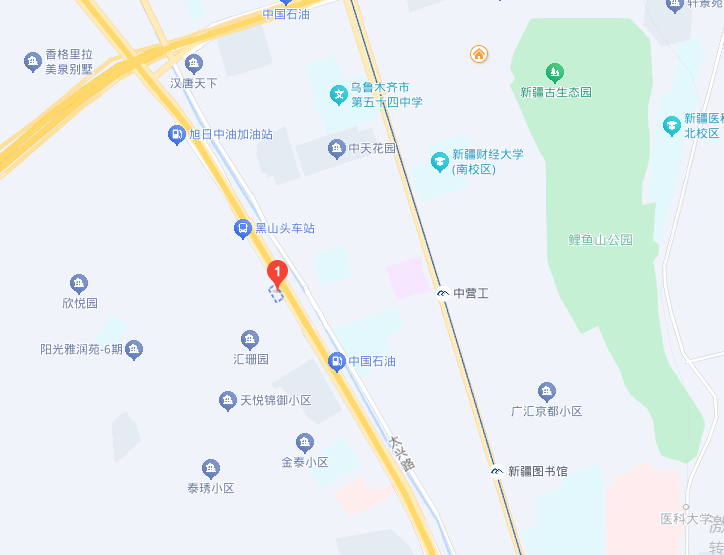 中国石油
轩景苑
香格里拉
美泉别墅
汉唐天下
乌鲁木齐市
第五十四中学
新疆古生态园
旭日中油加油站
新疆医科
北校区
中天花园
新疆财经大学
(南校区)
黑山头车站
鲤鱼山公园
1
欣悦园
中营工
阳光雅润苑-6期
汇珊园
中国石油
天悦锦御小区
广汇京都小区
太兴路
金泰小区
新疆图书馆
泰琇小区
医科大学
激
转